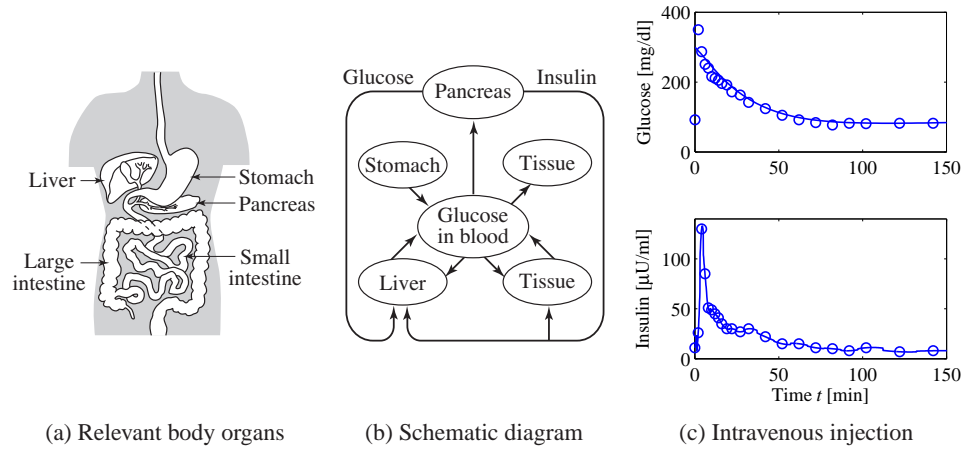 Liver
Stomach
Pancreas
Large
intestine
Small
intestine
(a) Relevant body organs
Glucose
Insulin
Pancreas
Stomach
Tissue
Glucose
in blood
Liver
Tissue
(b) Schematic diagram
Glucose [mg/dl]
400
200
0
0
50
100
150
Insulin [µU/ml]
100
50
0
0
50
100
150
Time t [min]
(c) Intravenous injection